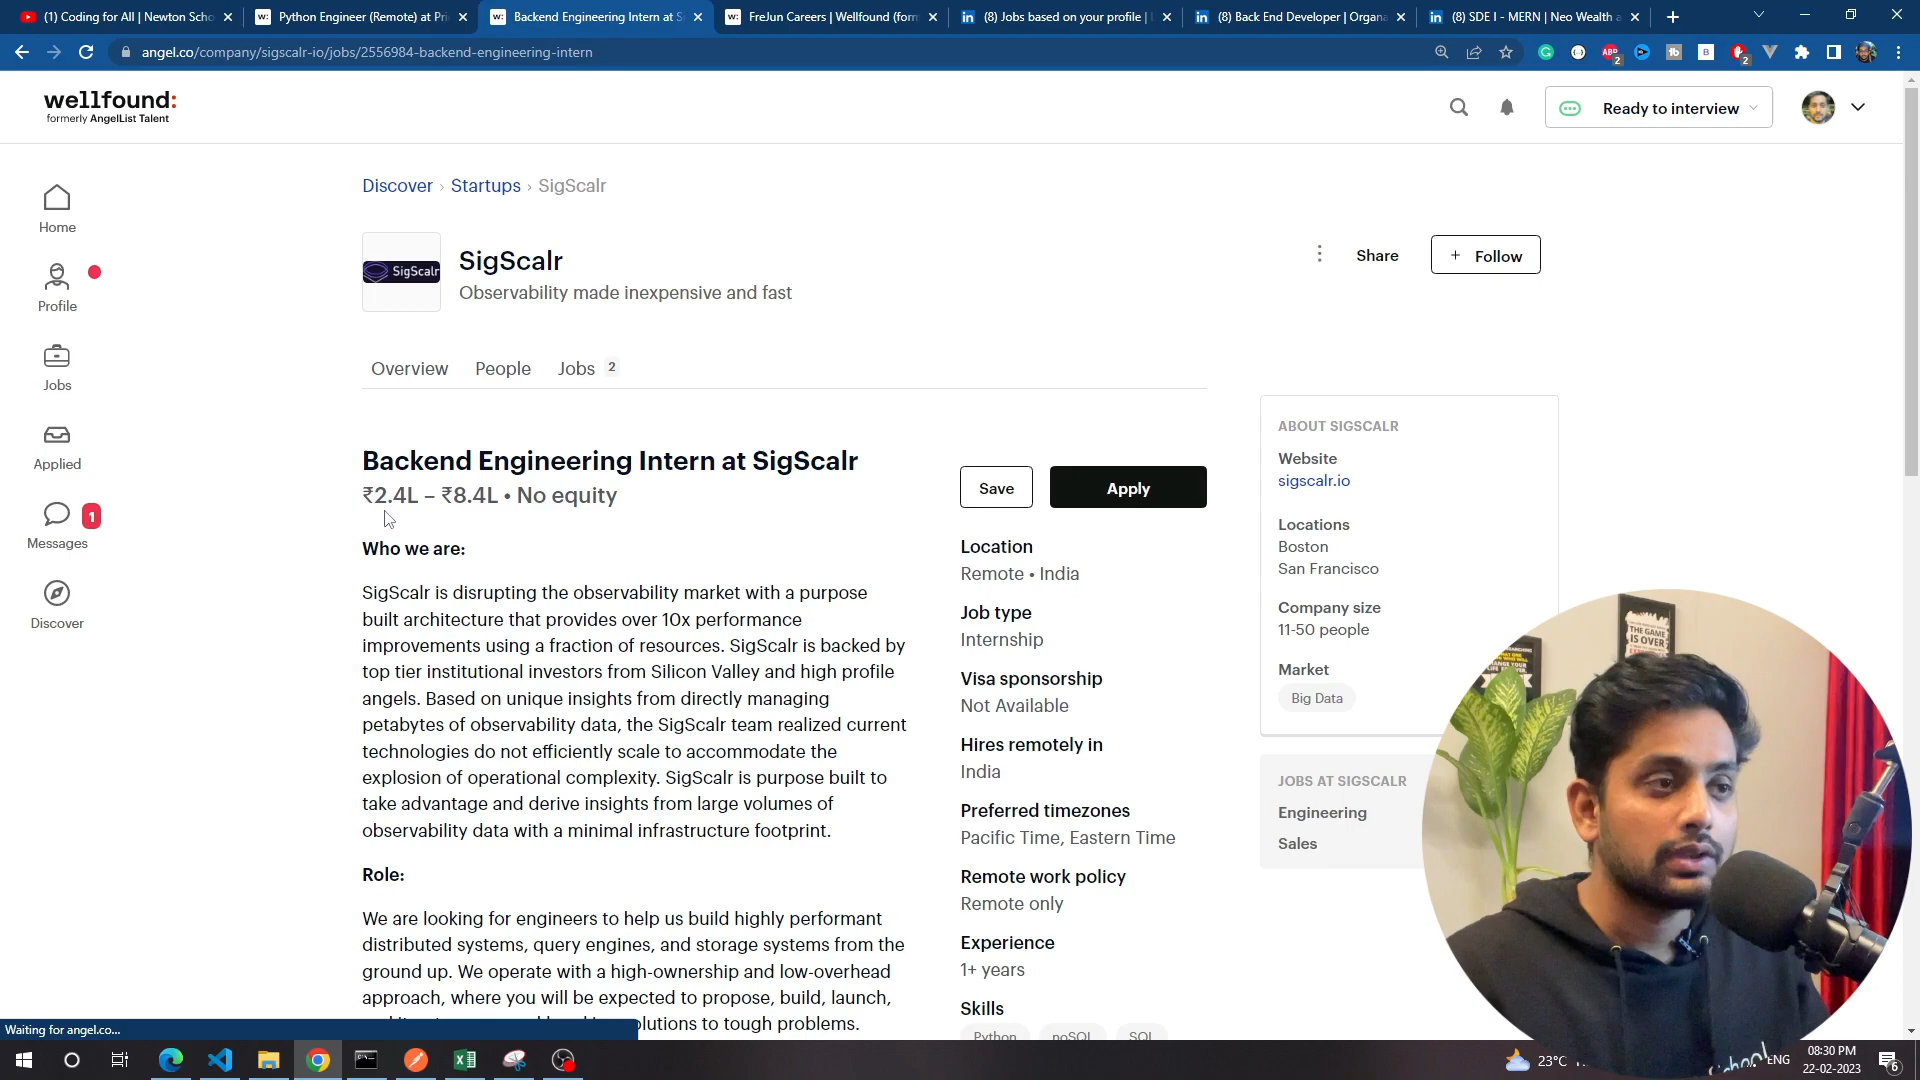 (1) Coding for All | Newton Scho
Python Engineer (Remote) at Pri
Backend Engineering Intern at S
FreJun Careers | Wellfound (form
(8) Jobs based on your profile |
(8) Back End Developer | Organa
(8) SDE I - MERN | Neo Wealth a
angel.co/company/sigscalr-io/jobs/2556984-backend-engineering-intern
wellfound:
formerly AngelList Talent
Ready to interview
Home
Profile
Jobs
Applied
Messages
1
Discover
Discover › Startups › SigScalr
SigScalr
SigScalr
Observability made inexpensive and fast
Share
+ Follow
Overview People Jobs 2
Backend Engineering Intern at SigScalr
₹2.4L – ₹8.4L • No equity
Save
Apply
Who we are:
SigScalr is disrupting the observability market with a purpose
built architecture that provides over 10x performance
improvements using a fraction of resources. SigScalr is backed by
top tier institutional investors from Silicon Valley and high profile
angels. Based on unique insights from directly managing
petabytes of observability data, the SigScalr team realized current
technologies do not efficiently scale to accommodate the
explosion of operational complexity. SigScalr is purpose built to
take advantage and derive insights from large volumes of
observability data with a minimal infrastructure footprint.
Role:
We are looking for engineers to help us build highly performant
distributed systems, query engines, and storage systems from the
ground up. We operate with a high-ownership and low-overhead
approach, where you will be expected to propose, build, launch,
solutions to tough problems.
Location
Remote • India
Job type
Internship
Visa sponsorship
Not Available
Hires remotely in
India
Preferred timezones
Pacific Time, Eastern Time
Remote work policy
Remote only
Experience
1+ years
Skills
Python noSQL SQL
ABOUT SIGSCALR
Website
sigscalr.io
Locations
Boston
San Francisco
Company size
11-50 people
Market
Big Data
JOBS AT SIGSCALR
Engineering
Sales
THE GAME
IS OVER
Waiting for angel.co...
23°C
ENG
08:30 PM
22-02-2023
6